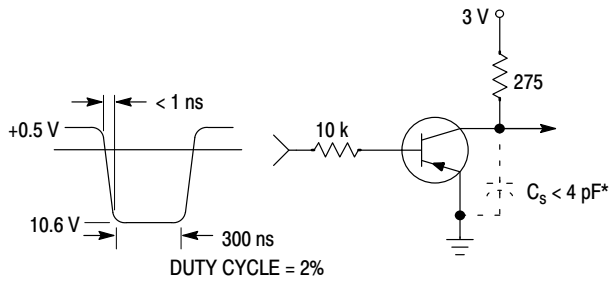 3 V
275
< 1 ns
+0.5 V
10 k
C_s < 4 pF*
10.6 V
300 ns
DUTY CYCLE = 2%